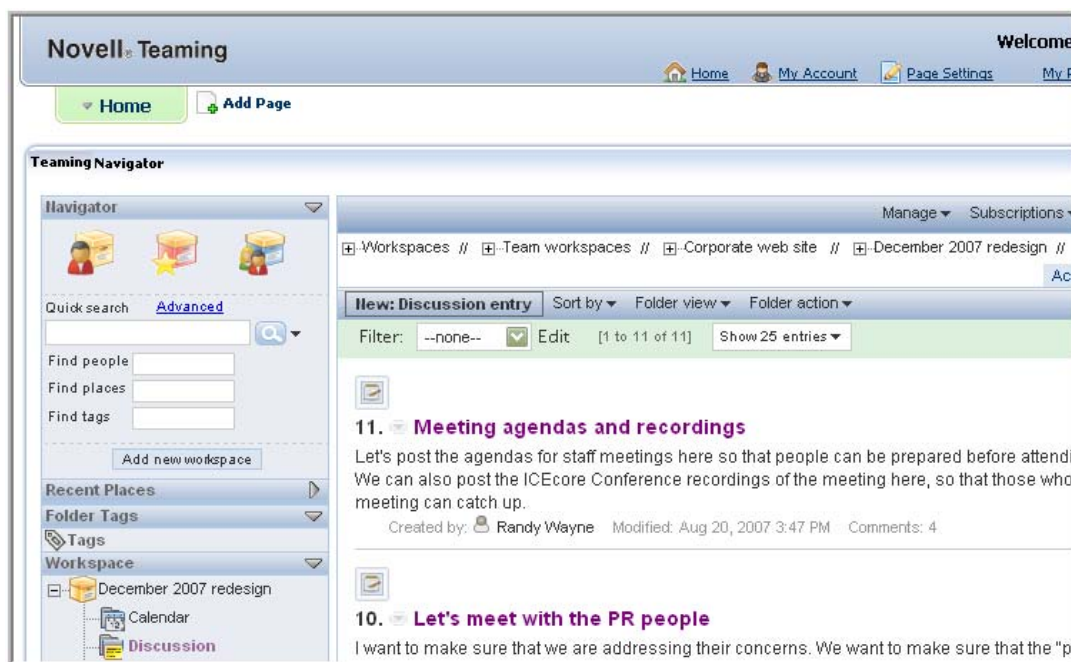 Novell® Teaming
Welcome
Home My Account Page Settings My
Home Add Page
Teaming Navigator
Navigator
Quick search Advanced
Find people
Find places
Find tags
Add new workspace
Recent Places
Folder Tags
Tags
Workspace
December 2007 redesign
Calendar
Discussion
Manage Subscriptions
Workspaces // Team workspaces // Corporate web site // December 2007 redesign //
Ac
New: Discussion entry Sort by Folder view Folder action
Filter: --none-- Edit [1 to 11 of 11] Show 25 entries
11. Meeting agendas and recordings
Let's post the agendas for staff meetings here so that people can be prepared before attendi
We can also post the ICEcore Conference recordings of the meeting here, so that those who
meeting can catch up.
Created by: Randy Wayne Modified: Aug 20, 2007 3:47 PM Comments: 4
10. Let's meet with the PR people
I want to make sure that we are addressing their concerns. We want to make sure that the "p